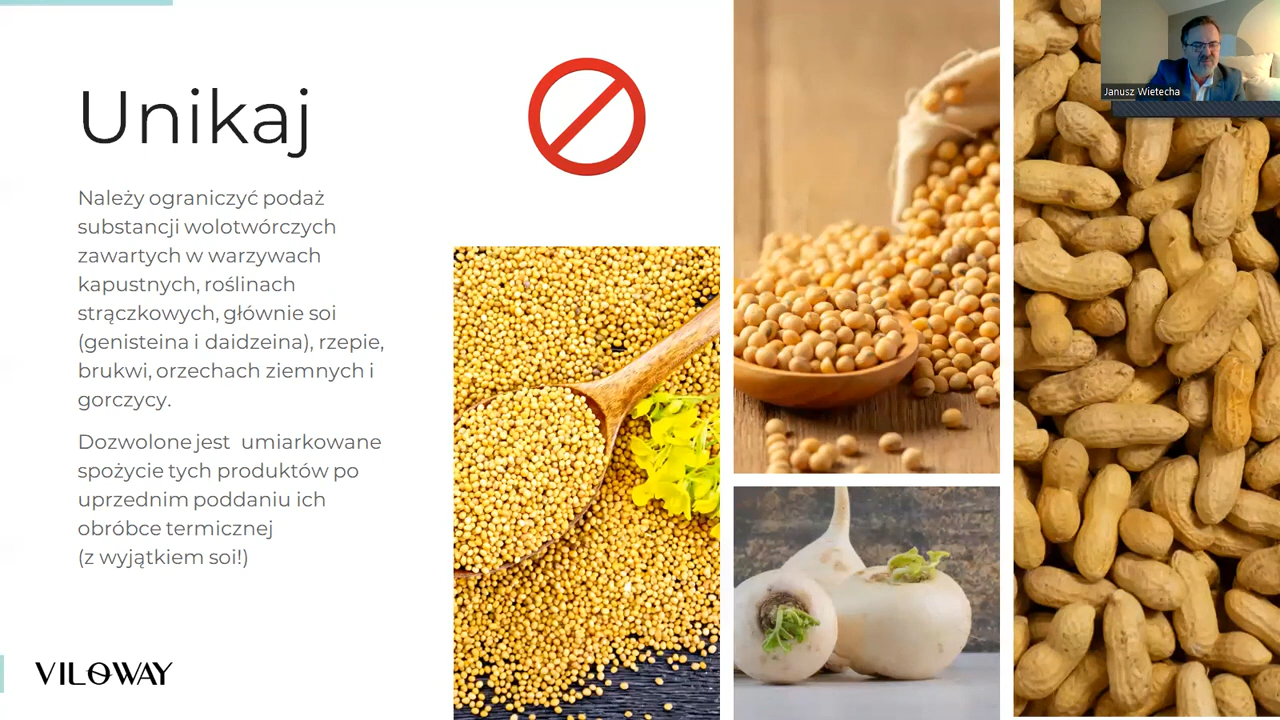 Unikaj
Należy ograniczyć podaż
substancji wolotwórczych
zawartych w warzywach
kapustnych, roślinach
strączkowych, głównie soi
(genisteina i daidzeina), rzepie,
brukwi, orzechach ziemnych i
gorczycy.
Dozwolone jest umiarkowane
spożycie tych produktów po
uprzednim poddaniu ich
obróbce termicznej
(z wyjątkiem soi!)
VILOWAY
Janusz Wietecha